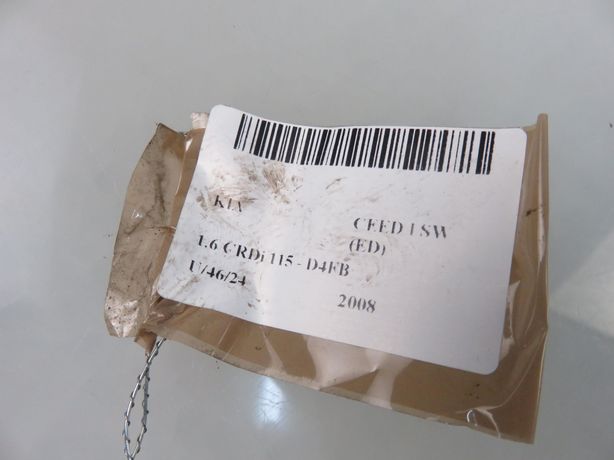 KIA
CEED I SW
(ED)
1.6 CRDi 115 - D4FB
U/46/24
2008